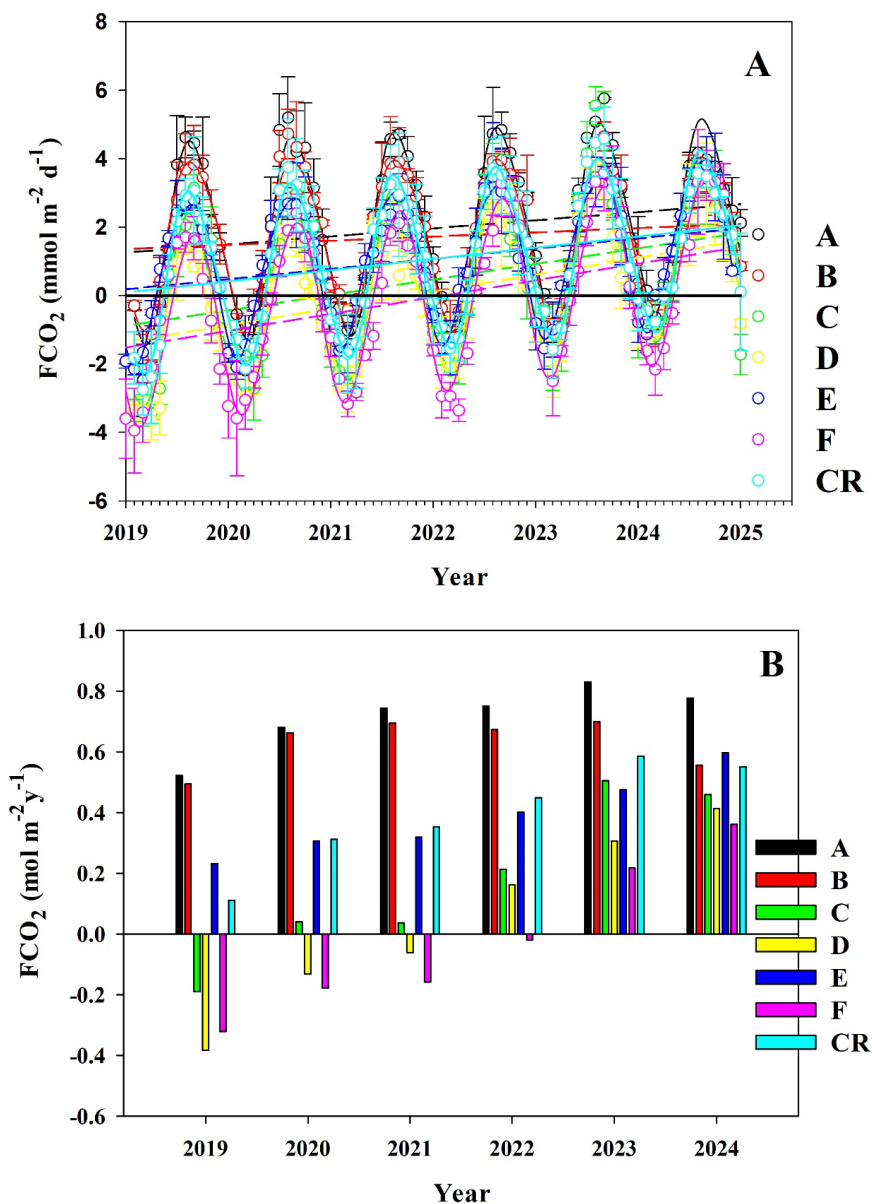 A
FCO₂ (mmol m⁻² d⁻¹)
8
6
4
2
0
-2
-4
-6
2019 2020 2021 2022 2023 2024 2025
Year
A
B
C
D
E
F
CR
B
FCO₂ (mol m⁻²y⁻¹)
1.0
0.8
0.6
0.4
0.2
0.0
-0.2
-0.4
-0.6
2019 2020 2021 2022 2023 2024
Year
A
B
C
D
E
F
CR